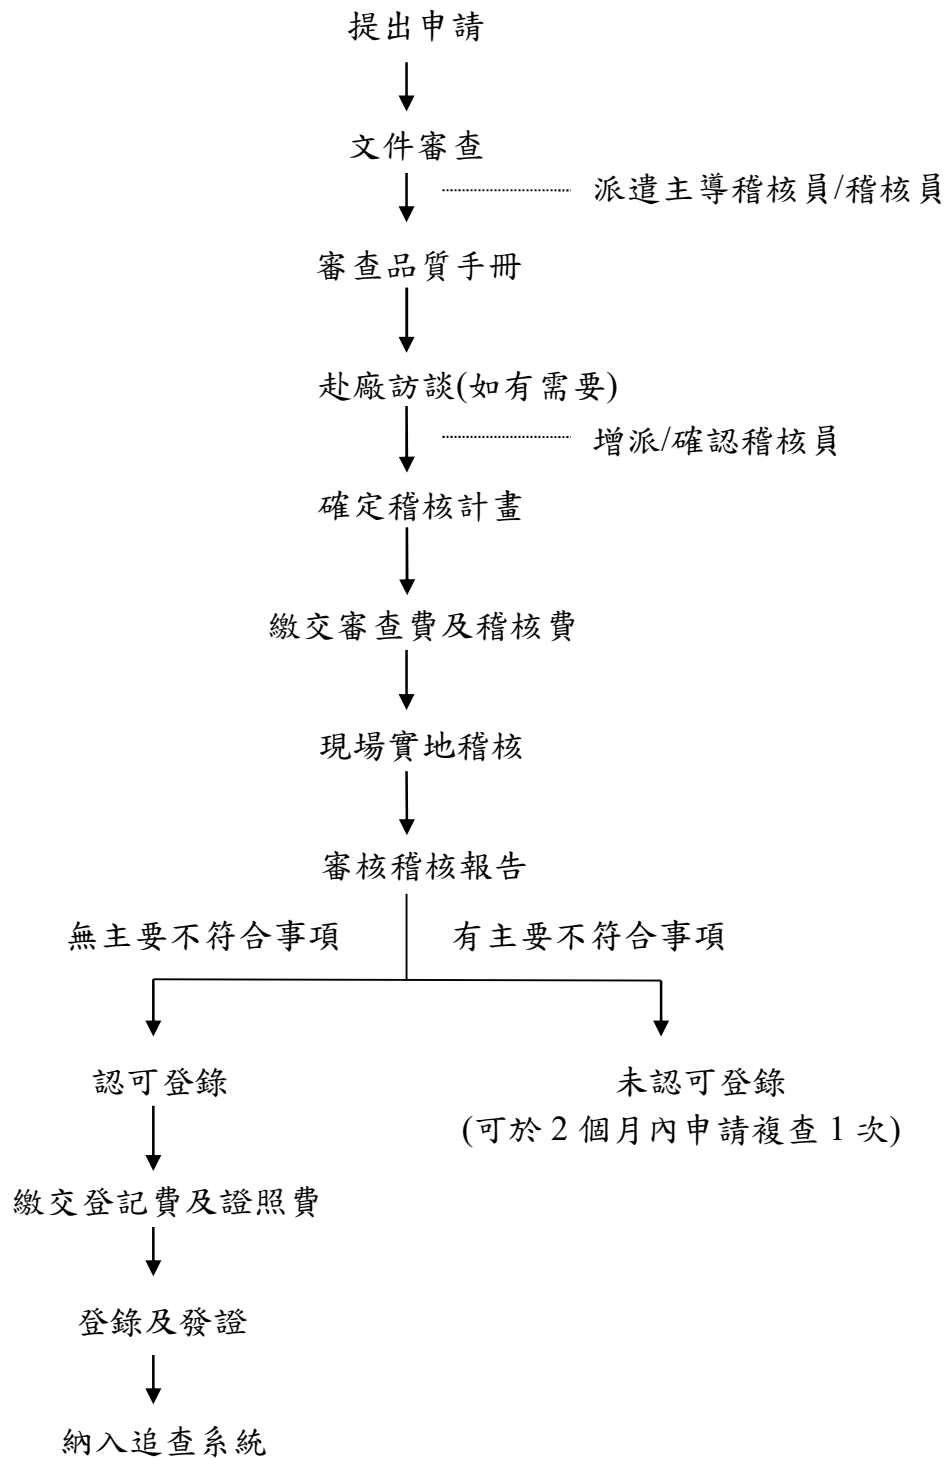 提出申請
文件審查
派遣主導稽核員/稽核員
審查品質手冊
赴廠訪談(如有需要)
增派/確認稽核員
確定稽核計畫
繳交審查費及稽核費
現場實地稽核
審核稽核報告
無主要不符合事項
有主要不符合事項
認可登錄
未認可登錄
(可於 2 個月內申請複查 1 次)
繳交登記費及證照費
登錄及發證
納入追查系統